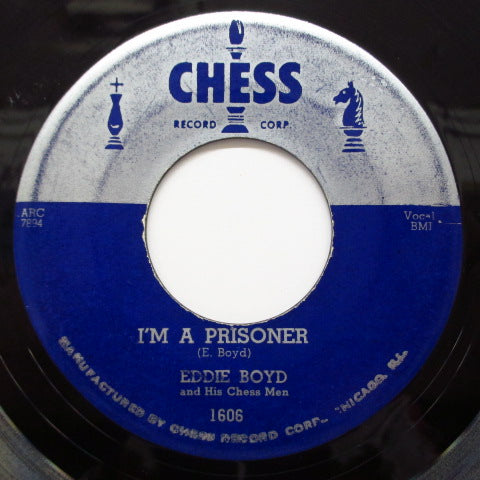 CHESS
RECORD CORP.
ARC
7894
Vocal
BMI
I'M A PRISONER
(E. Boyd)
EDDIE BOYD
and His Chess Men
1606
MANUFACTURED BY CHESS RECORD CORP. CHICAGO, ILL.